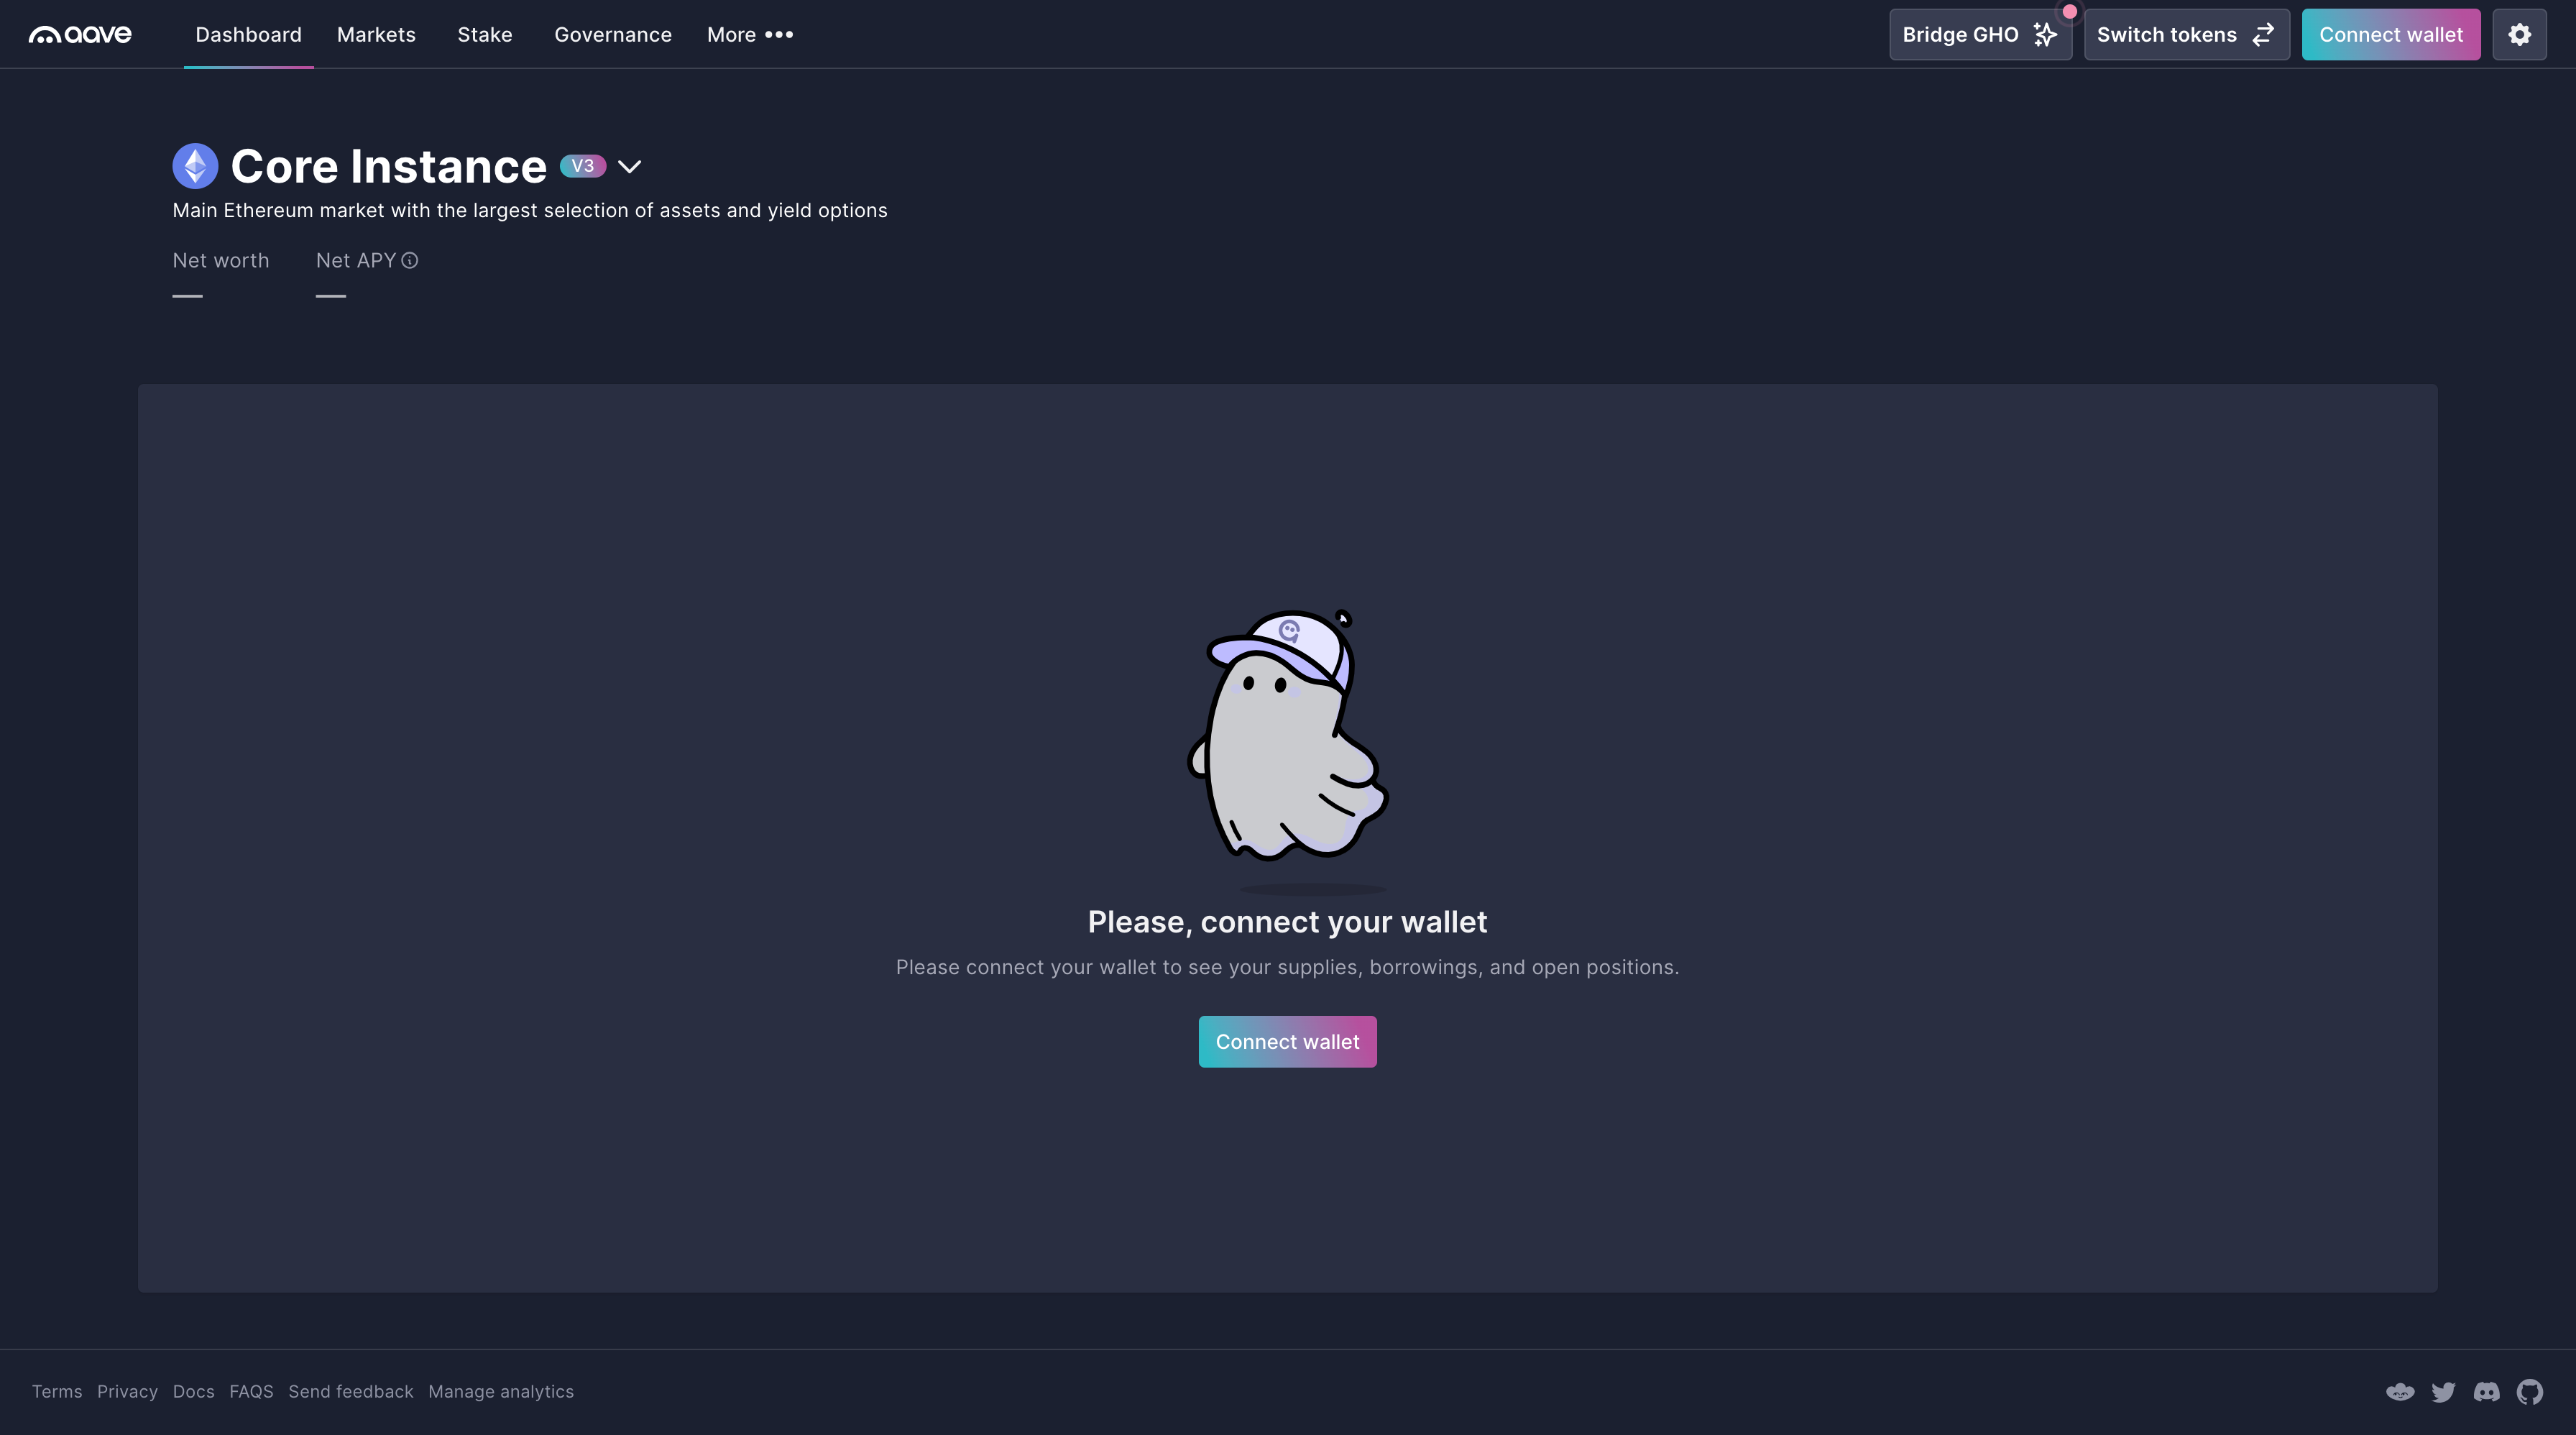 aave
Dashboard Markets Stake Governance More
Bridge GHO Switch tokens Connect wallet
Core Instance V3
Main Ethereum market with the largest selection of assets and yield options
Net worth Net APY
— —
Please, connect your wallet
Please connect your wallet to see your supplies, borrowings, and open positions.
Connect wallet
Terms Privacy Docs FAQS Send feedback Manage analytics